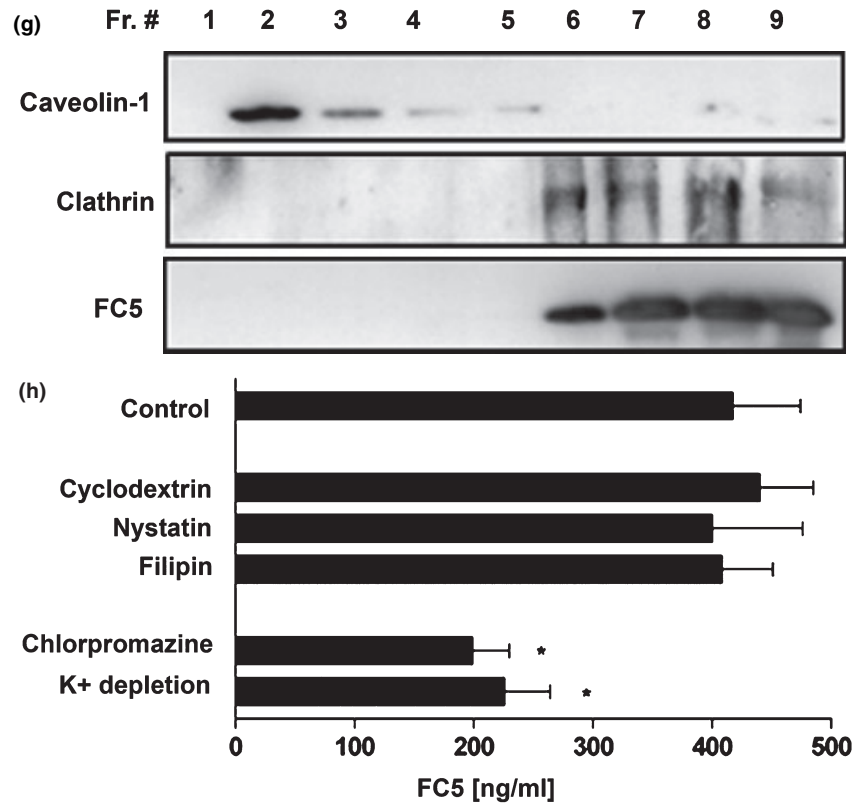 (g) Fr. # 1 2 3 4 5 6 7 8 9
Caveolin-1
Clathrin
FC5
(h)
Control
Cyclodextrin
Nystatin
Filipin
Chlorpromazine *
K+ depletion *
0 100 200 300 400 500
FC5 [ng/ml]